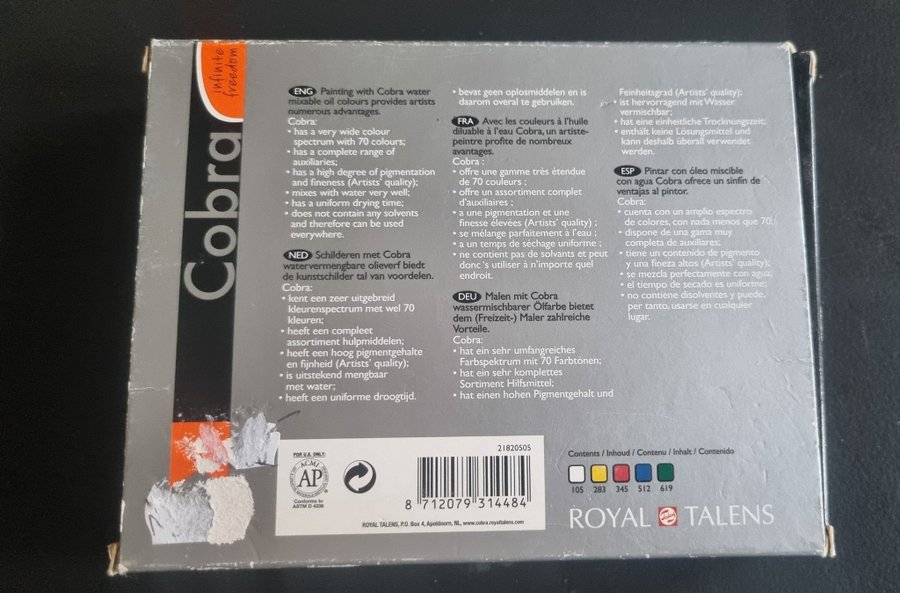 infinite
freedom
Cobra
ENG Painting with Cobra water
mixable oil colours provides artists
numerous advantages.
Cobra:
• has a very wide colour
spectrum with 70 colours;
• has a complete range of
auxiliaries;
• has a high degree of pigmentation
and fineness (Artists' quality);
• mixes with water very well;
• has a uniform drying time;
• does not contain any solvents
and therefore can be used
everywhere.
NED Schilderen met Cobra
watervermengbare olieverf biedt
de kunstschilder tal van voordelen.
Cobra:
• kent een zeer uitgebreid
kleurenspectrum met wel 70
kleuren;
• heeft een compleet
assortiment hulpmiddelen;
• heeft een hoog pigmentgehalte
en fijnheid (Artists' quality);
• is uitstekend mengbaar
met water;
• heeft een uniforme droogtijd.
• bevat geen oplosmiddelen en is
daarom overal te gebruiken.
FRA Avec les couleurs à l'huile
diluable à l'eau Cobra, un artiste-
peintre profite de nombreux
avantages.
Cobra :
• offre une gamme très étendue
de 70 couleurs ;
• offre un assortiment complet
d'auxiliaires ;
• a une pigmentation et une
finesse élevées (Artists' quality) ;
• se mélange parfaitement à l'eau ;
• a un temps de séchage uniforme ;
• ne contient pas de solvants et peut
donc s'utiliser à n'importe quel
endroit.
DEU Malen mit Cobra
wassermischbarer Ölfarbe bietet
dem (Freizeit-) Maler zahlreiche
Vorteile.
Cobra:
• hat ein sehr umfangreiches
Farbspektrum mit 70 Farbtönen;
• hat ein sehr komplettes
Sortiment Hilfsmittel;
• hat einen hohen Pigmentgehalt und
Feinheitsgrad (Artists' quality);
• ist hervorragend mit Wasser
vermischbar;
• hat eine einheitliche Trocknungszeit;
• enthält keine Lösungsmittel und
kann deshalb überall verwendet
werden.
ESP Pintar con óleo miscible
con agua Cobra ofrece un sinfín de
ventajas al pintor.
Cobra:
• cuenta con un amplio espectro
de colores, con nada menos que 70;
• dispone de una gama muy
completa de auxiliares;
• tiene un contenido de pigmento
y una fineza altos (Artists' quality);
• se mezcla perfectamente con agua;
• el tiempo de secado es uniforme;
• no contiene disolventes y puede,
por tanto, usarse en cualquier
lugar.
FOR U.S. ONLY:
ACMI
AP
Conforms to
ASTM D 4236
21820505
8 712079 314484
ROYAL TALENS, P.O. Box 4, Apeldoorn, NL, www.cobra.royaltalens.com
Contents / Inhoud / Contenu / Inhalt / Contenido
105 283 345 512 619
ROYAL TALENS